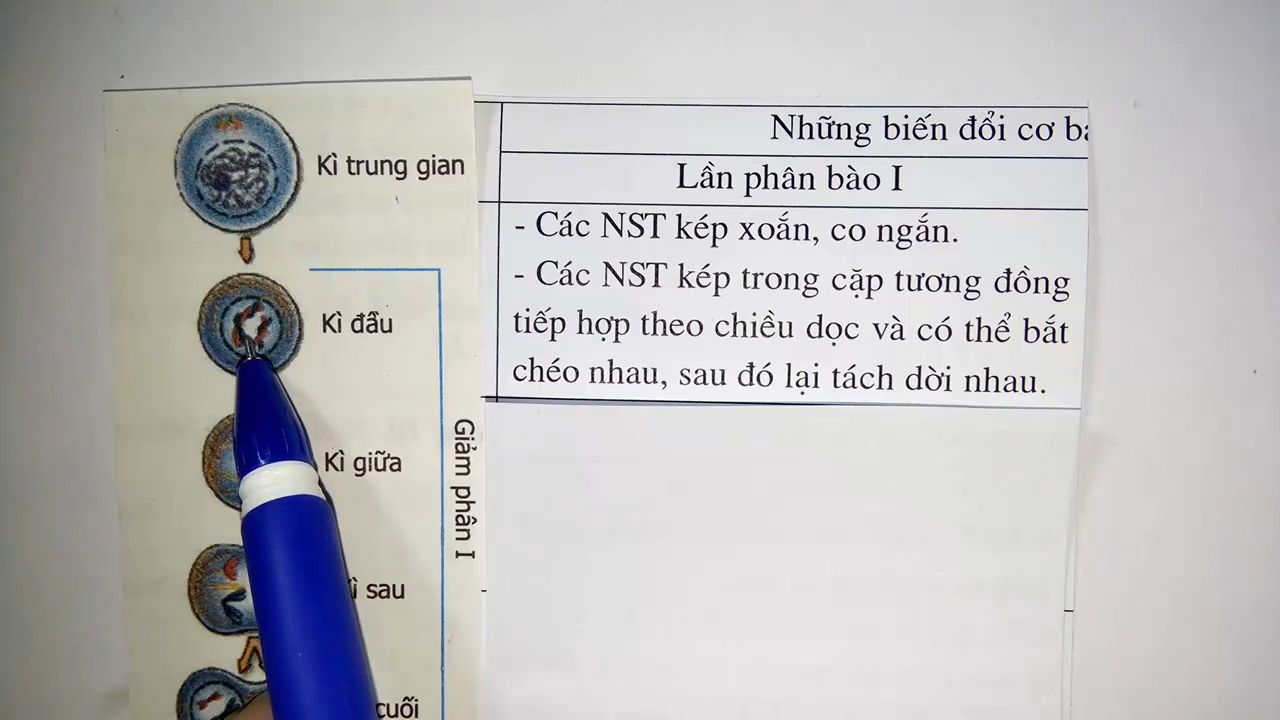 Kì trung gian
Kì đầu
Kì giữa
sau
cuối
Giảm phân I
Những biến đổi cơ
Lần phân bào I
- Các NST kép xoắn, co ngắn.
- Các NST kép trong cặp tương đồng
tiếp hợp theo chiều dọc và có thể bắt
chéo nhau, sau đó lại tách dời nhau.